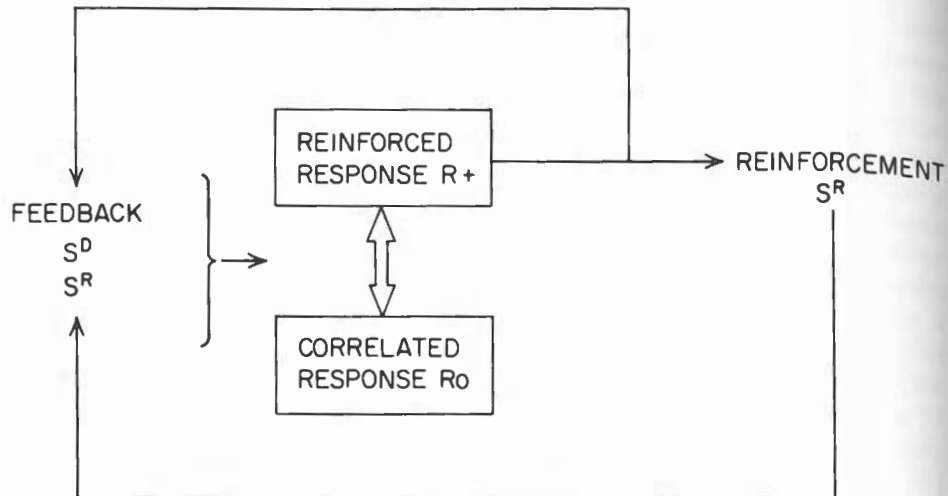 REINFORCED
RESPONSE R+
REINFORCEMENT
S^R
FEEDBACK
S^D
S^R
CORRELATED
RESPONSE Ro